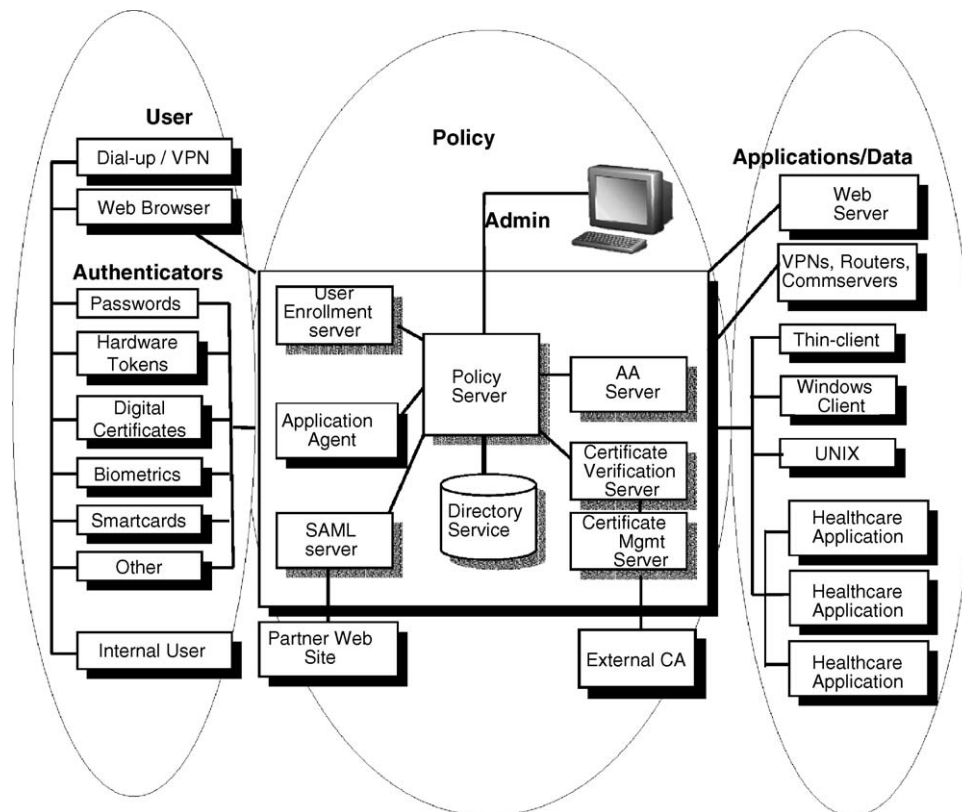 User
Dial-up / VPN
Web Browser
Authenticators
Passwords
Hardware
Tokens
Digital
Certificates
Biometrics
Smartcards
Other
Internal User
Policy
Admin
User
Enrollment
server
Policy
Server
AA
Server
Application
Agent
Certificate
Verification
Server
Directory
Service
SAML
server
Certificate
Mgmt
Server
Partner Web
Site
External CA
Applications/Data
Web
Server
VPNs, Routers,
Commservers
Thin-client
Windows
Client
UNIX
Healthcare
Application
Healthcare
Application
Healthcare
Application